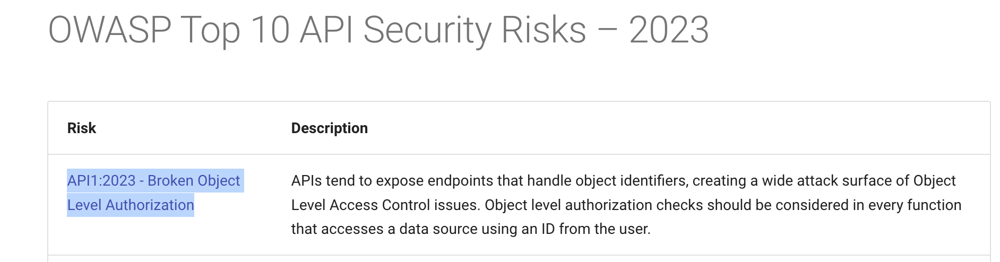 OWASP Top 10 API Security Risks – 2023
Risk
Description
API1:2023 - Broken Object
Level Authorization
APIs tend to expose endpoints that handle object identifiers, creating a wide attack surface of Object
Level Access Control issues. Object level authorization checks should be considered in every function
that accesses a data source using an ID from the user.